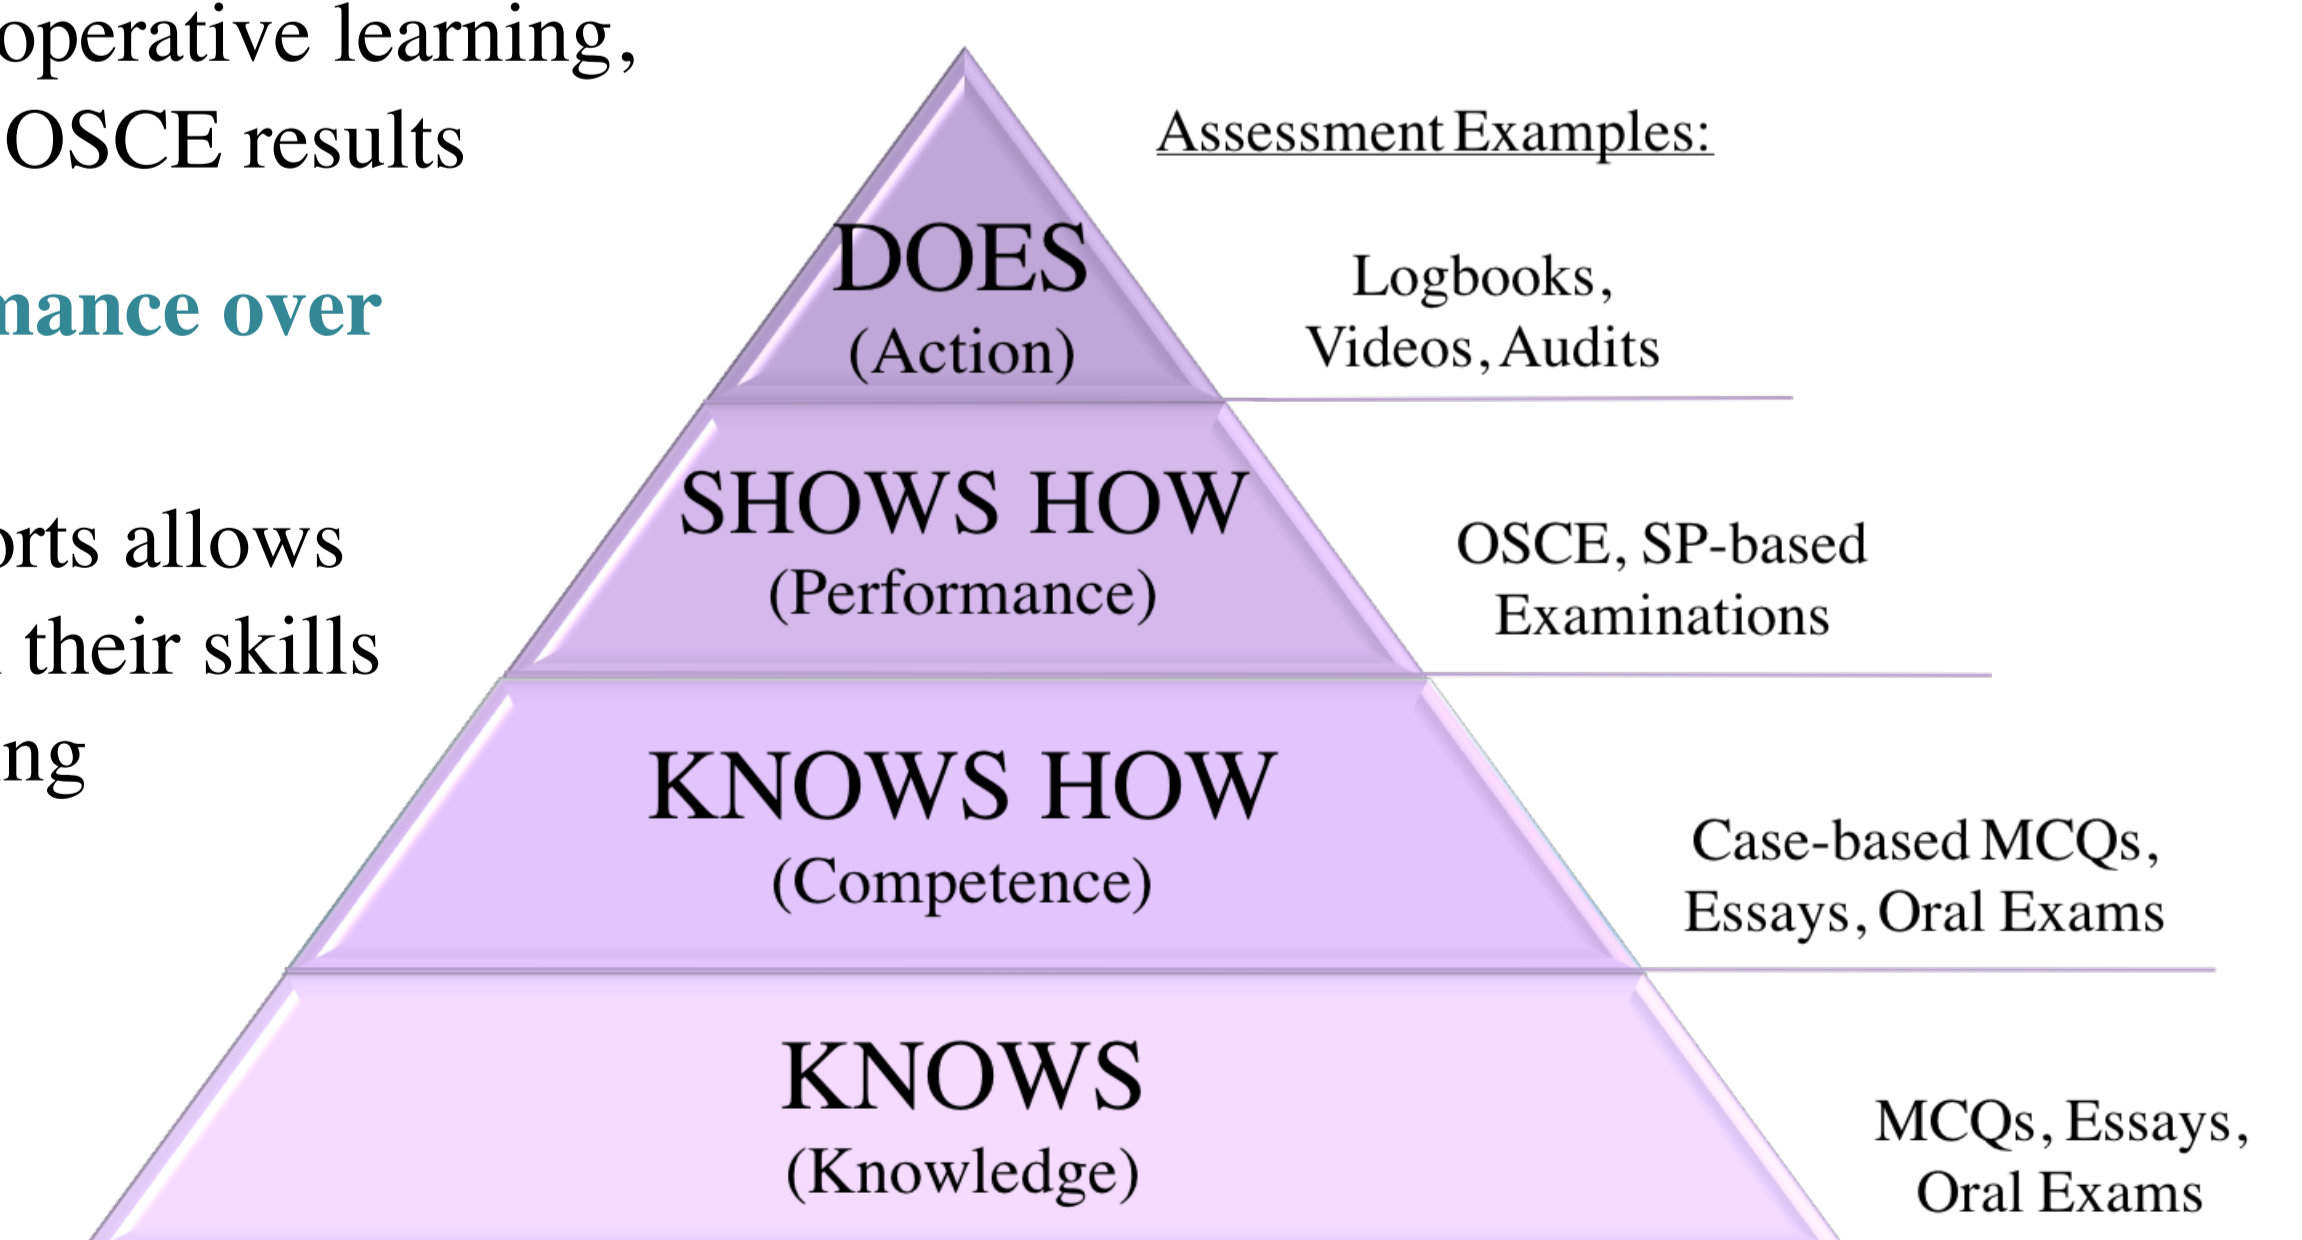 operative learning,
OSCE results
mance over
orts allows
their skills
ing
Assessment Examples:
DOES
(Action)
Logbooks,
Videos, Audits
SHOWS HOW
(Performance)
OSCE, SP-based
Examinations
KNOWS HOW
(Competence)
Case-based MCQs,
Essays, Oral Exams
KNOWS
(Knowledge)
MCQs, Essays,
Oral Exams